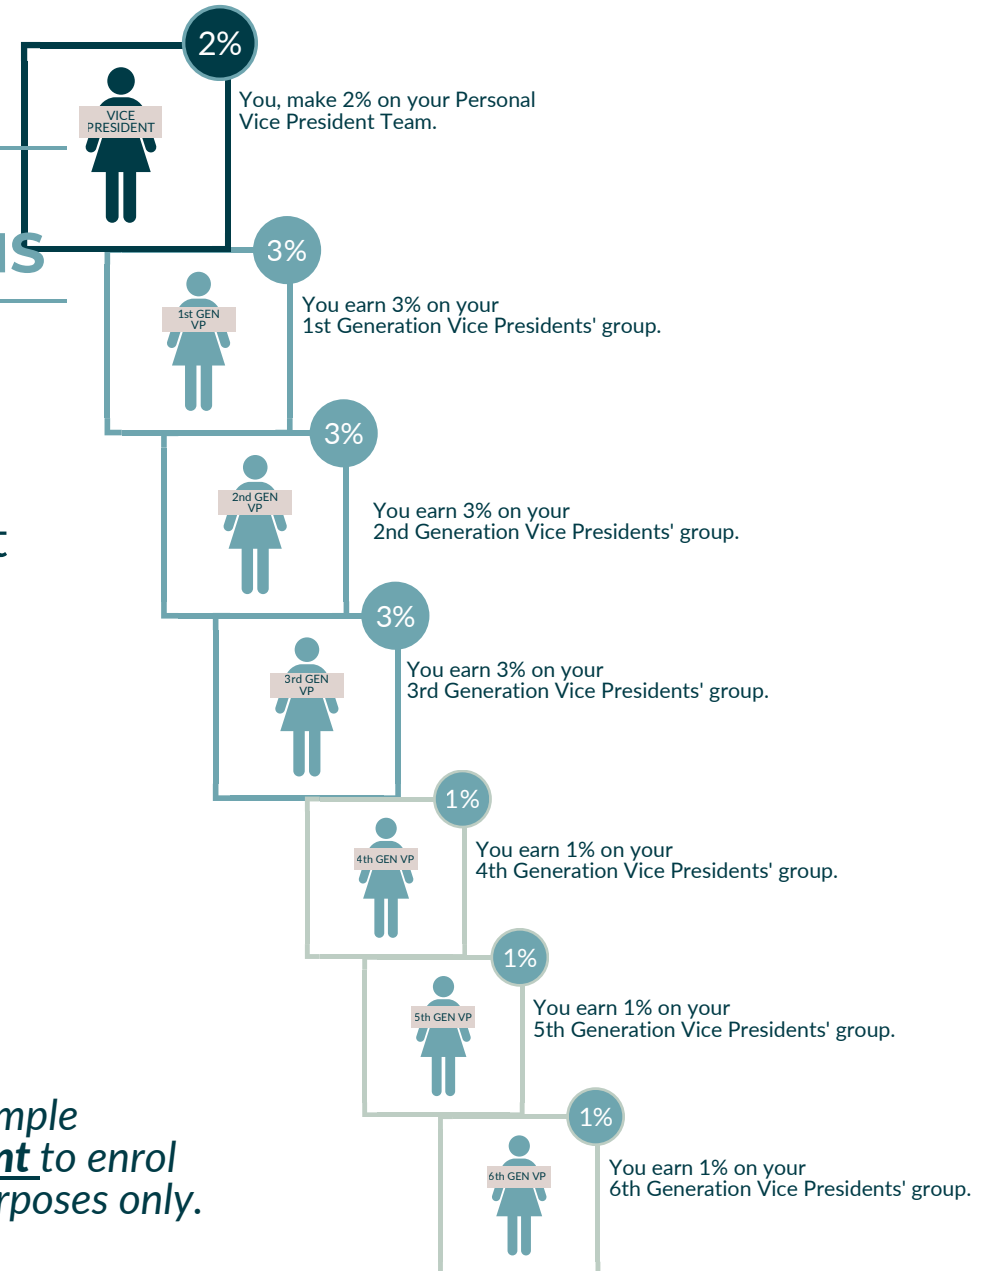 2%
You, make 2% on your Personal
Vice President Team.
VICE
PRESIDENT
3%
You earn 3% on your
1st Generation Vice Presidents' group.
1st GEN
VP
3%
You earn 3% on your
2nd Generation Vice Presidents' group.
2nd GEN
VP
3%
You earn 3% on your
3rd Generation Vice Presidents' group.
3rd GEN
VP
1%
You earn 1% on your
4th Generation Vice Presidents' group.
4th GEN VP
1%
You earn 1% on your
5th Generation Vice Presidents' group.
5th GEN VP
1%
You earn 1% on your
6th Generation Vice Presidents' group.
6th GEN VP
to enrol
only.